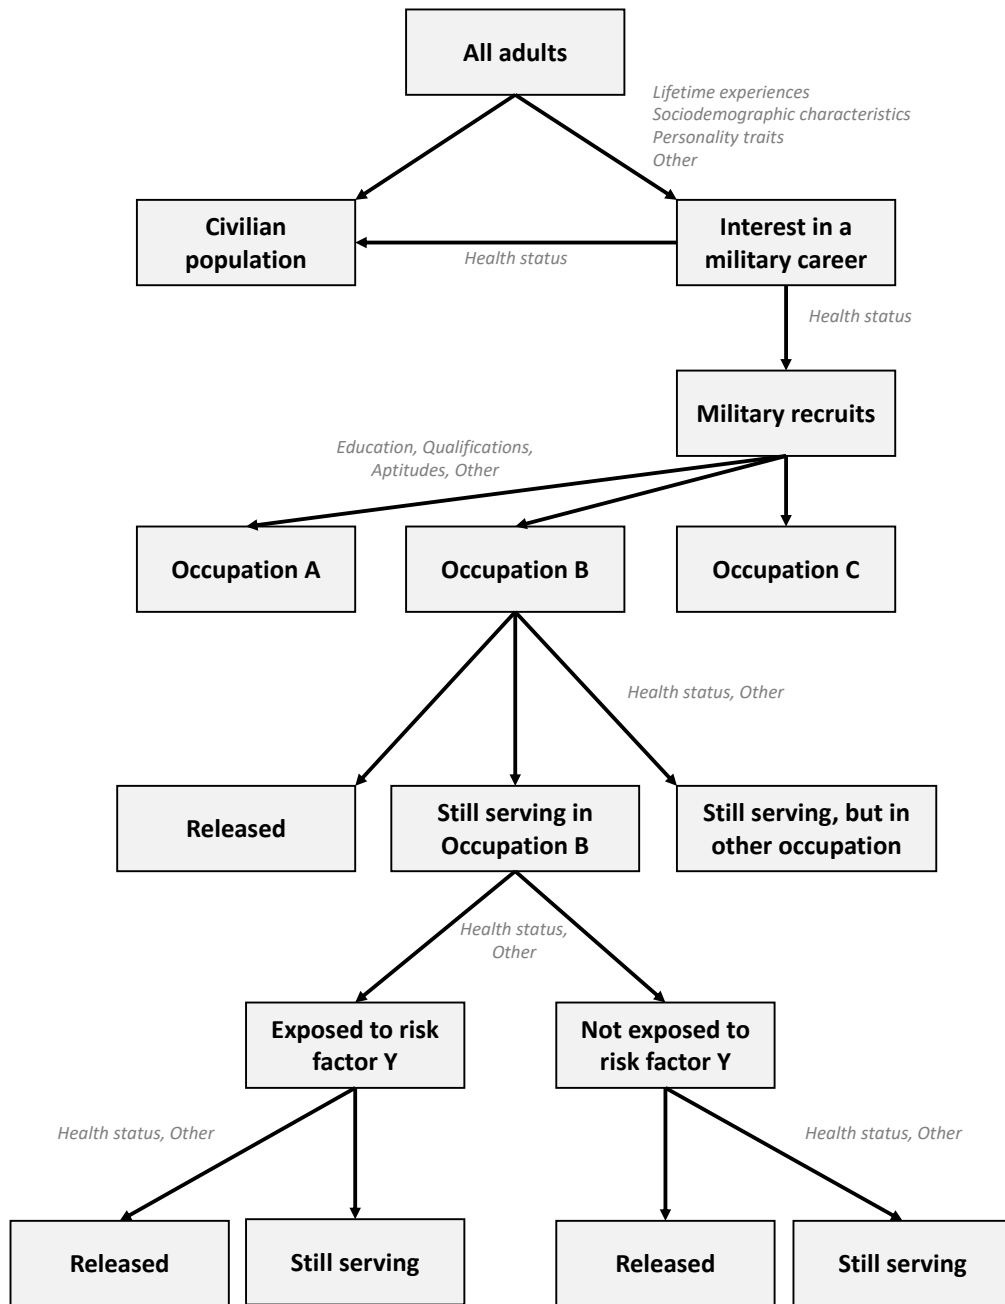 All adults
Lifetime experiences
Sociodemographic characteristics
Personality traits
Other
Civilian
population
Health status
Interest in a
military career
Health status
Military recruits
Education, Qualifications,
Aptitudes, Other
Occupation A
Occupation B
Occupation C
Health status, Other
Released
Still serving in
Occupation B
Still serving, but in
other occupation
Health status,
Other
Exposed to risk
factor Y
Not exposed to
risk factor Y
Health status, Other
Health status, Other
Released
Still serving
Released
Still serving